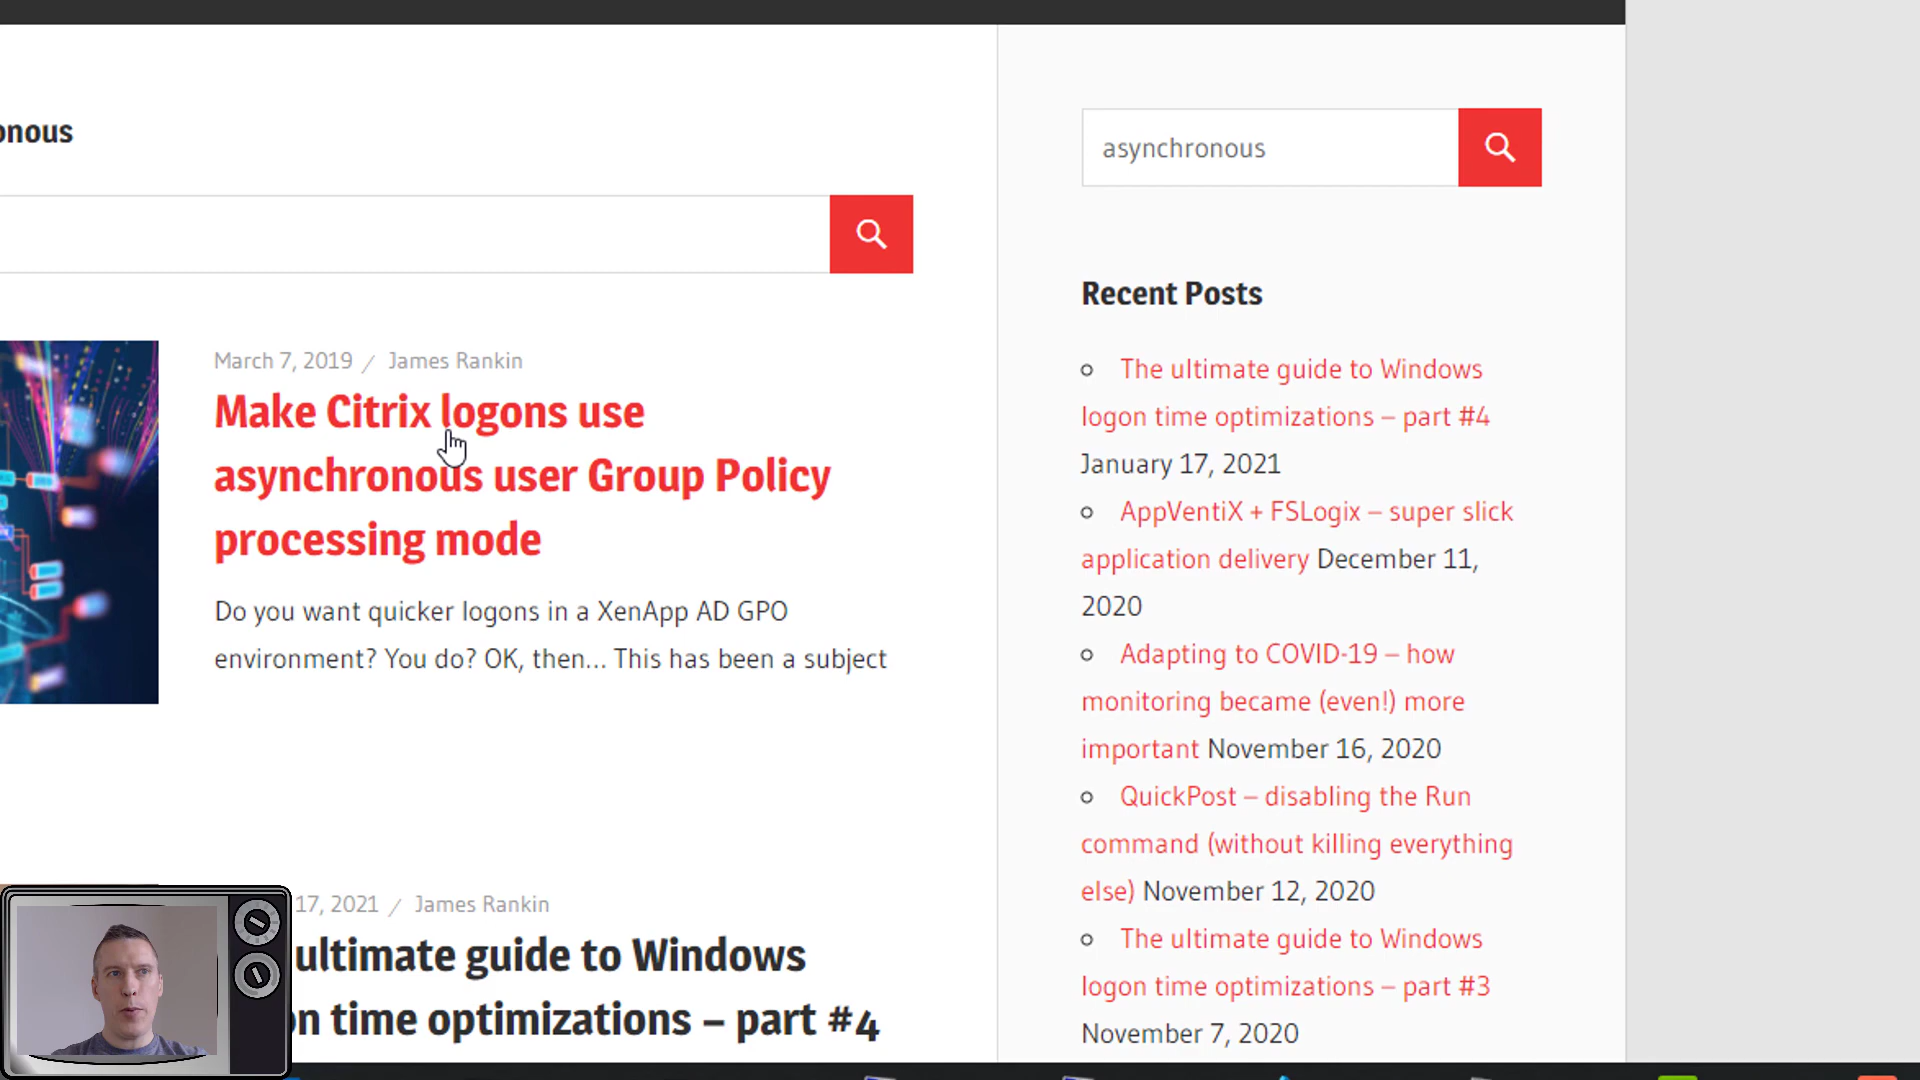 onous
March 7, 2019 / James Rankin
Make Citrix logons use
asynchronous user Group Policy
processing mode
Do you want quicker logons in a XenApp AD GPO
environment? You do? OK, then… This has been a subject
17, 2021 / James Rankin
ultimate guide to Windows
on time optimizations – part #4
asynchronous
Recent Posts
The ultimate guide to Windows
logon time optimizations – part #4
January 17, 2021
AppVentiX + FSLogix – super slick
application delivery December 11,
2020
Adapting to COVID-19 – how
monitoring became (even!) more
important November 16, 2020
QuickPost – disabling the Run
command (without killing everything
else) November 12, 2020
The ultimate guide to Windows
logon time optimizations – part #3
November 7, 2020